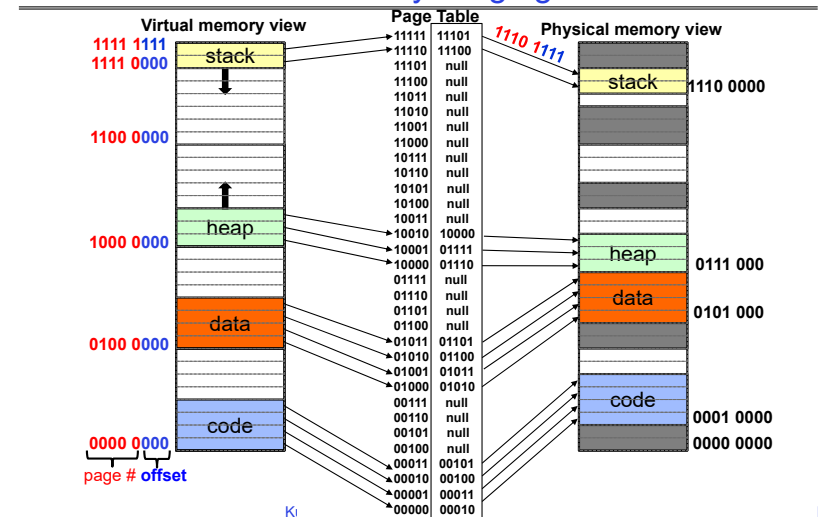 Page Table
Virtual memory view
Physical memory view
1111 1111
1111 0000
1100 0000
1000 0000
0100 0000
0000 0000
page # offset
stack
heap
data
code
11111 11101
11110 11100
11101 null
11100 null
11011 null
11010 null
11001 null
11000 null
10111 null
10110 null
10101 null
10100 null
10011 null
10010 10000
10001 01111
10000 01110
01111 null
01110 null
01101 null
01100 null
01011 01101
01010 01100
01001 01011
01000 01010
00111 null
00110 null
00101 null
00100 null
00011 00101
00010 00100
00001 00011
00000 00010
1110 1111
stack
1110 0000
heap
0111 000
data
0101 000
code
0001 0000
0000 0000